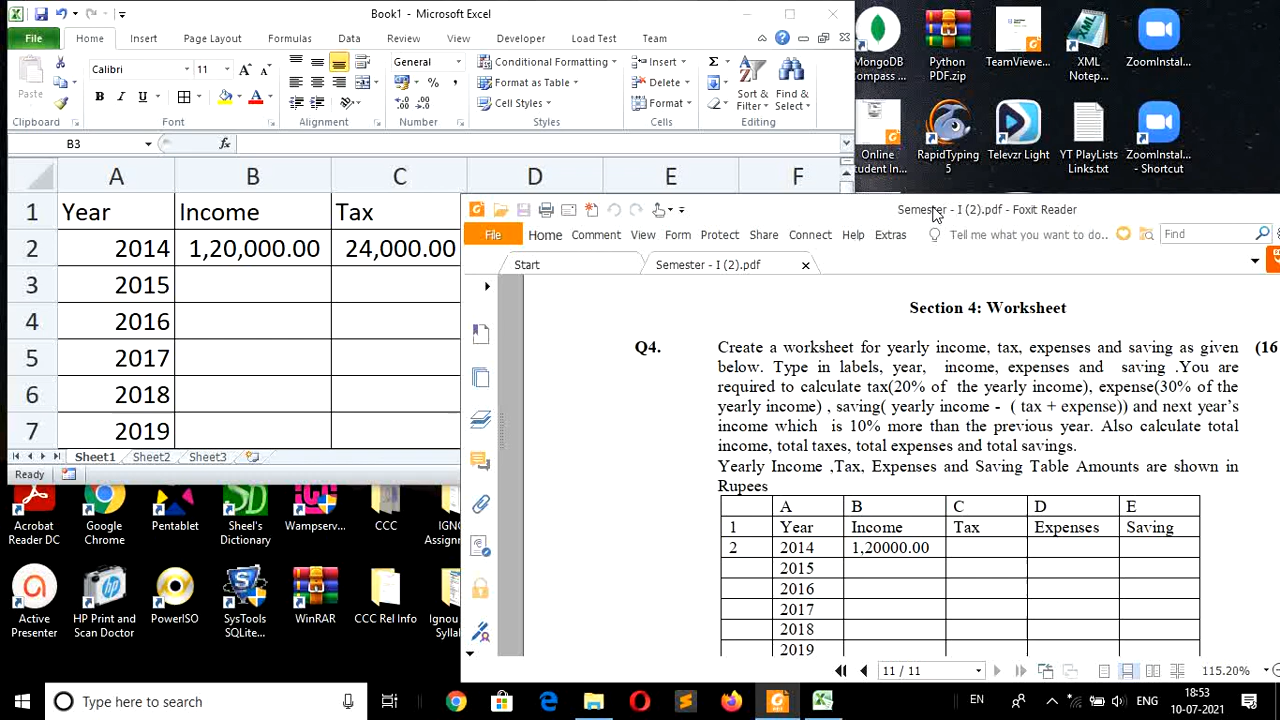 Book1 - Microsoft Excel
File Home Insert Page Layout Formulas Data Review View Developer Load Test Team
Paste
Calibri 11
B I U A
General
Conditional Formatting
Format as Table
Cell Styles
Insert
Delete
Format
Sort & Filter
Find & Select
Clipboard Font Alignment Number Styles Cells Editing
B3 fx
A B C D E F
1 Year Income Tax
2 2014 1,20,000.00 24,000.00
3 2015
4 2016
5 2017
6 2018
7 2019
Sheet1 Sheet2 Sheet3
Ready
MongoDB Compass ...
Python PDF.zip
TeamViewe...
XML Notep...
ZoomInstal...
Online
tudent In...
RapidTyping 5
Televzr Light
YT PlayLists Links.txt
ZoomInstal... - Shortcut
Semester - I (2).pdf - Foxit Reader
File Home Comment View Form Protect Share Connect Help Extras Tell me what you want to do.. Find
Start Semester - I (2).pdf
Section 4: Worksheet
Q4. Create a worksheet for yearly income, tax, expenses and saving as given (16
below. Type in labels, year, income, expenses and saving .You are
required to calculate tax(20% of the yearly income), expense(30% of the
yearly income) , saving( yearly income - ( tax + expense)) and next year's
income which is 10% more than the previous year. Also calculate total
income, total taxes, total expenses and total savings.
Yearly Income ,Tax, Expenses and Saving Table Amounts are shown in
Rupees
A B C D E
1 Year Income Tax Expenses Saving
2 2014 1,20000.00
2015
2016
2017
2018
2019
11 / 11 115.20%
Acrobat Reader DC
Google Chrome
Pentablet
Sheel's Dictionary
Wampserv...
CCC
IGNO
Assignm
Active Presenter
HP Print and Scan Doctor
PowerISO
SysTools SQLite...
WinRAR
CCC Rel Info
Ignou
Syllal
Type here to search
EN
ENG
18:53
10-07-2021